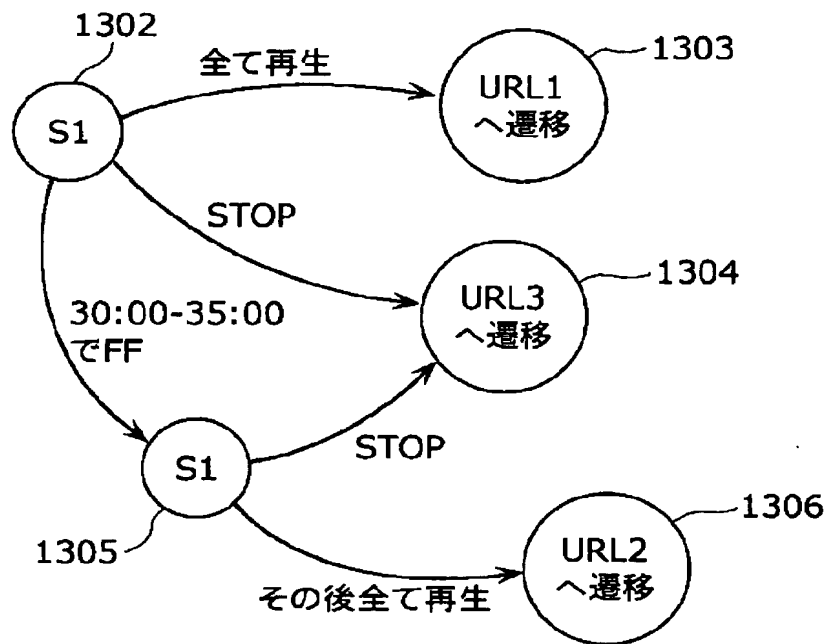 1302
全て再生
1303
S1
URL1
へ遷移
STOP
1304
URL3
へ遷移
30:00-35:00
でFF
STOP
S1
1306
1305
URL2
へ遷移
その後全て再生